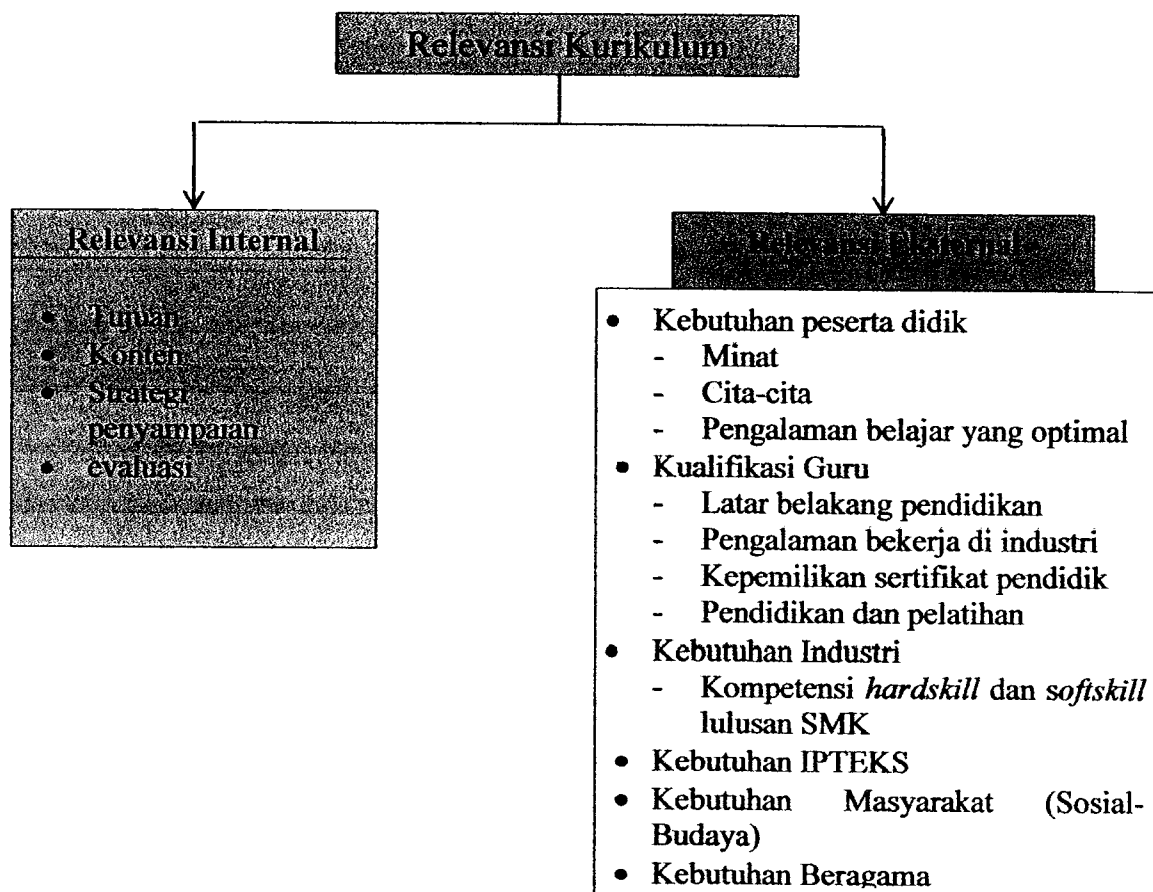 Relevansi Kurikulum
Relevansi Internal
• Tujuan
• Konten
• Strategi
penyampaian
• evaluasi
Relevansi Eksternal
• Kebutuhan peserta didik
- Minat
- Cita-cita
- Pengalaman belajar yang optimal
• Kualifikasi Guru
- Latar belakang pendidikan
- Pengalaman bekerja di industri
- Kepemilikan sertifikat pendidik
- Pendidikan dan pelatihan
• Kebutuhan Industri
- Kompetensi hardskill dan softskill
lulusan SMK
• Kebutuhan IPTEKS
• Kebutuhan Masyarakat (Sosial-
Budaya)
• Kebutuhan Beragama